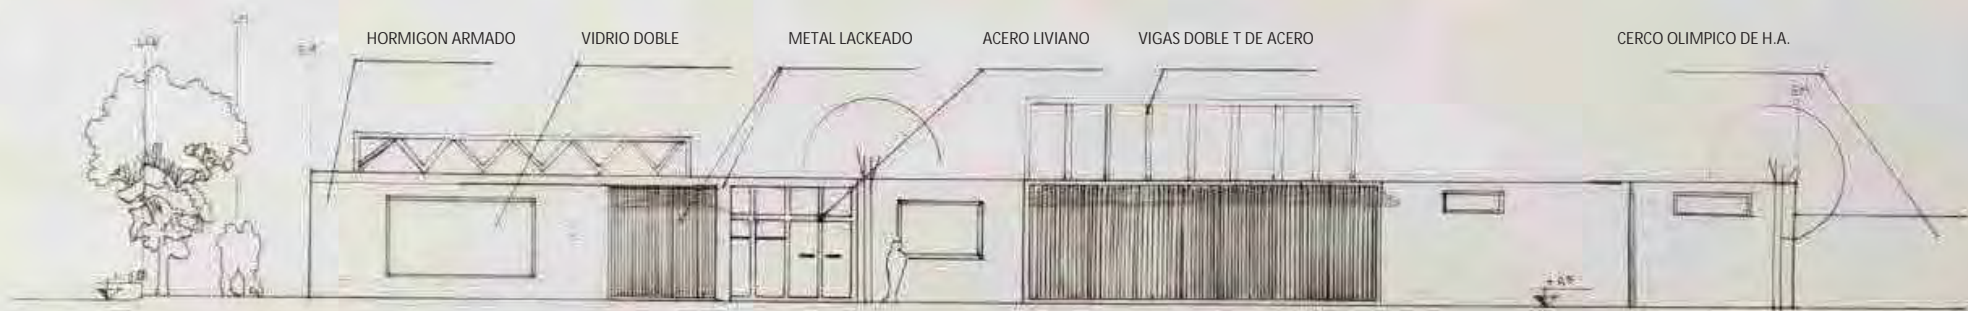 HORMIGON ARMADO
VIDRIO DOBLE
METAL LACKEADO
ACERO LIVIANO
VIGAS DOBLE T DE ACERO
CERCO OLIMPICO DE H.A.